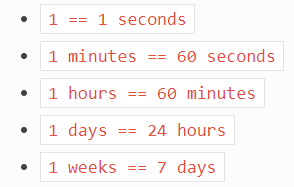 1 == 1 seconds
1 minutes == 60 seconds
1 hours == 60 minutes
1 days == 24 hours
1 weeks == 7 days